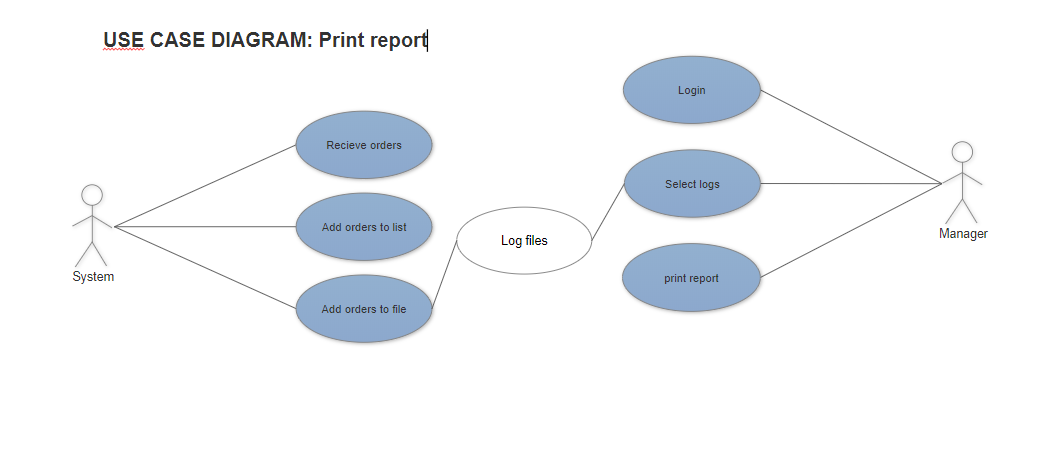 USE CASE DIAGRAM: Print report
Login
Recieve orders
Select logs
Add orders to list
Log files
Manager
System
print report
Add orders to file